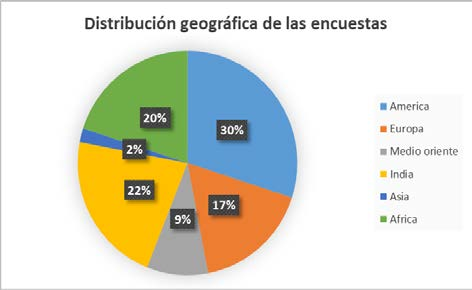 Distribución geográfica de las encuestas
20%
30%
2%
22%
17%
9%
America
Europa
Medio oriente
India
Asia
Africa